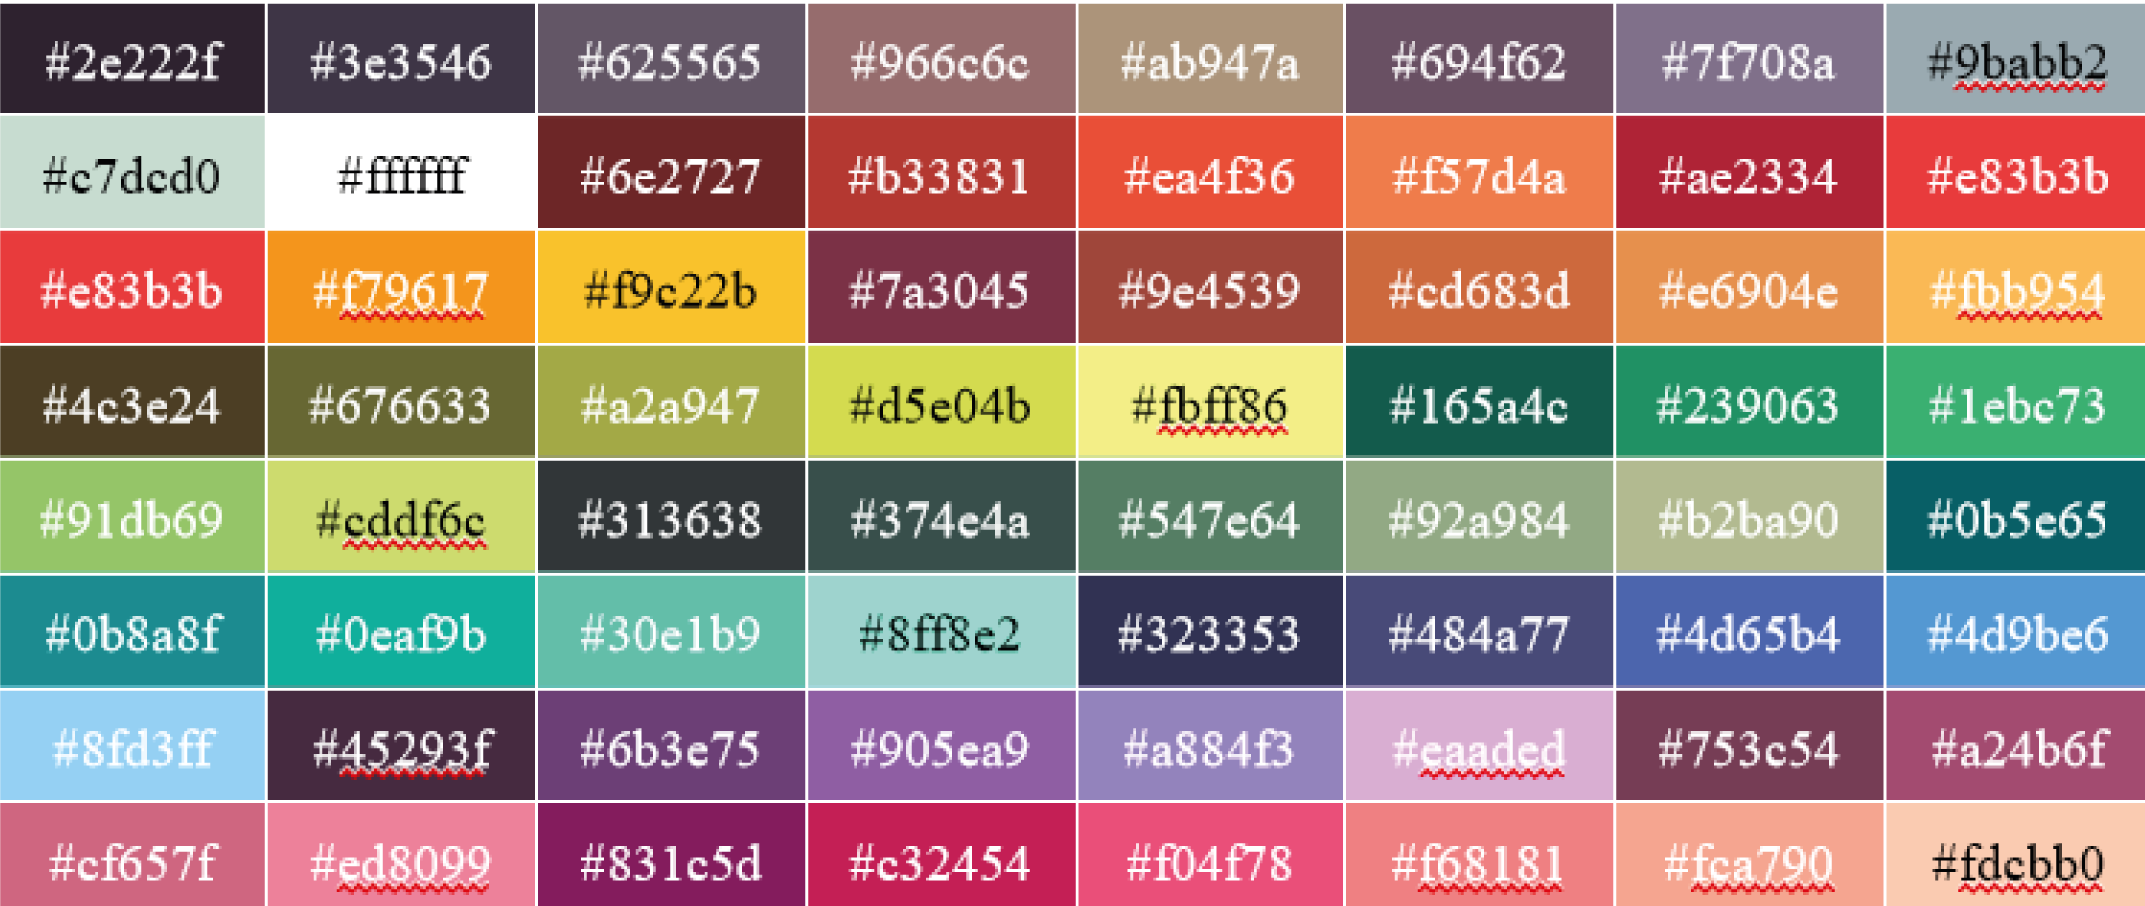 #2e222f #3e3546 #625565 #966c6c #ab947a #694f62 #7f708a #9babb2
#c7dcd0 #ffffff #6e2727 #b33831 #ea4f36 #f57d4a #ae2334 #e83b3b
#e83b3b #f79617 #f9c22b #7a3045 #9e4539 #cd683d #e6904e #fbb954
#4c3e24 #676633 #a2a947 #d5e04b #fbff86 #165a4c #239063 #1ebc73
#91db69 #cddf6c #313638 #374e4a #547e64 #92a984 #b2ba90 #0b5e65
#0b8a8f #0eaf9b #30e1b9 #8ff8e2 #323353 #484a77 #4d65b4 #4d9be6
#8fd3ff #45293f #6b3e75 #905ea9 #a884f3 #eaaded #753c54 #a24b6f
#cf657f #ed8099 #831c5d #c32454 #f04f78 #f68181 #fca790 #fdcbb0